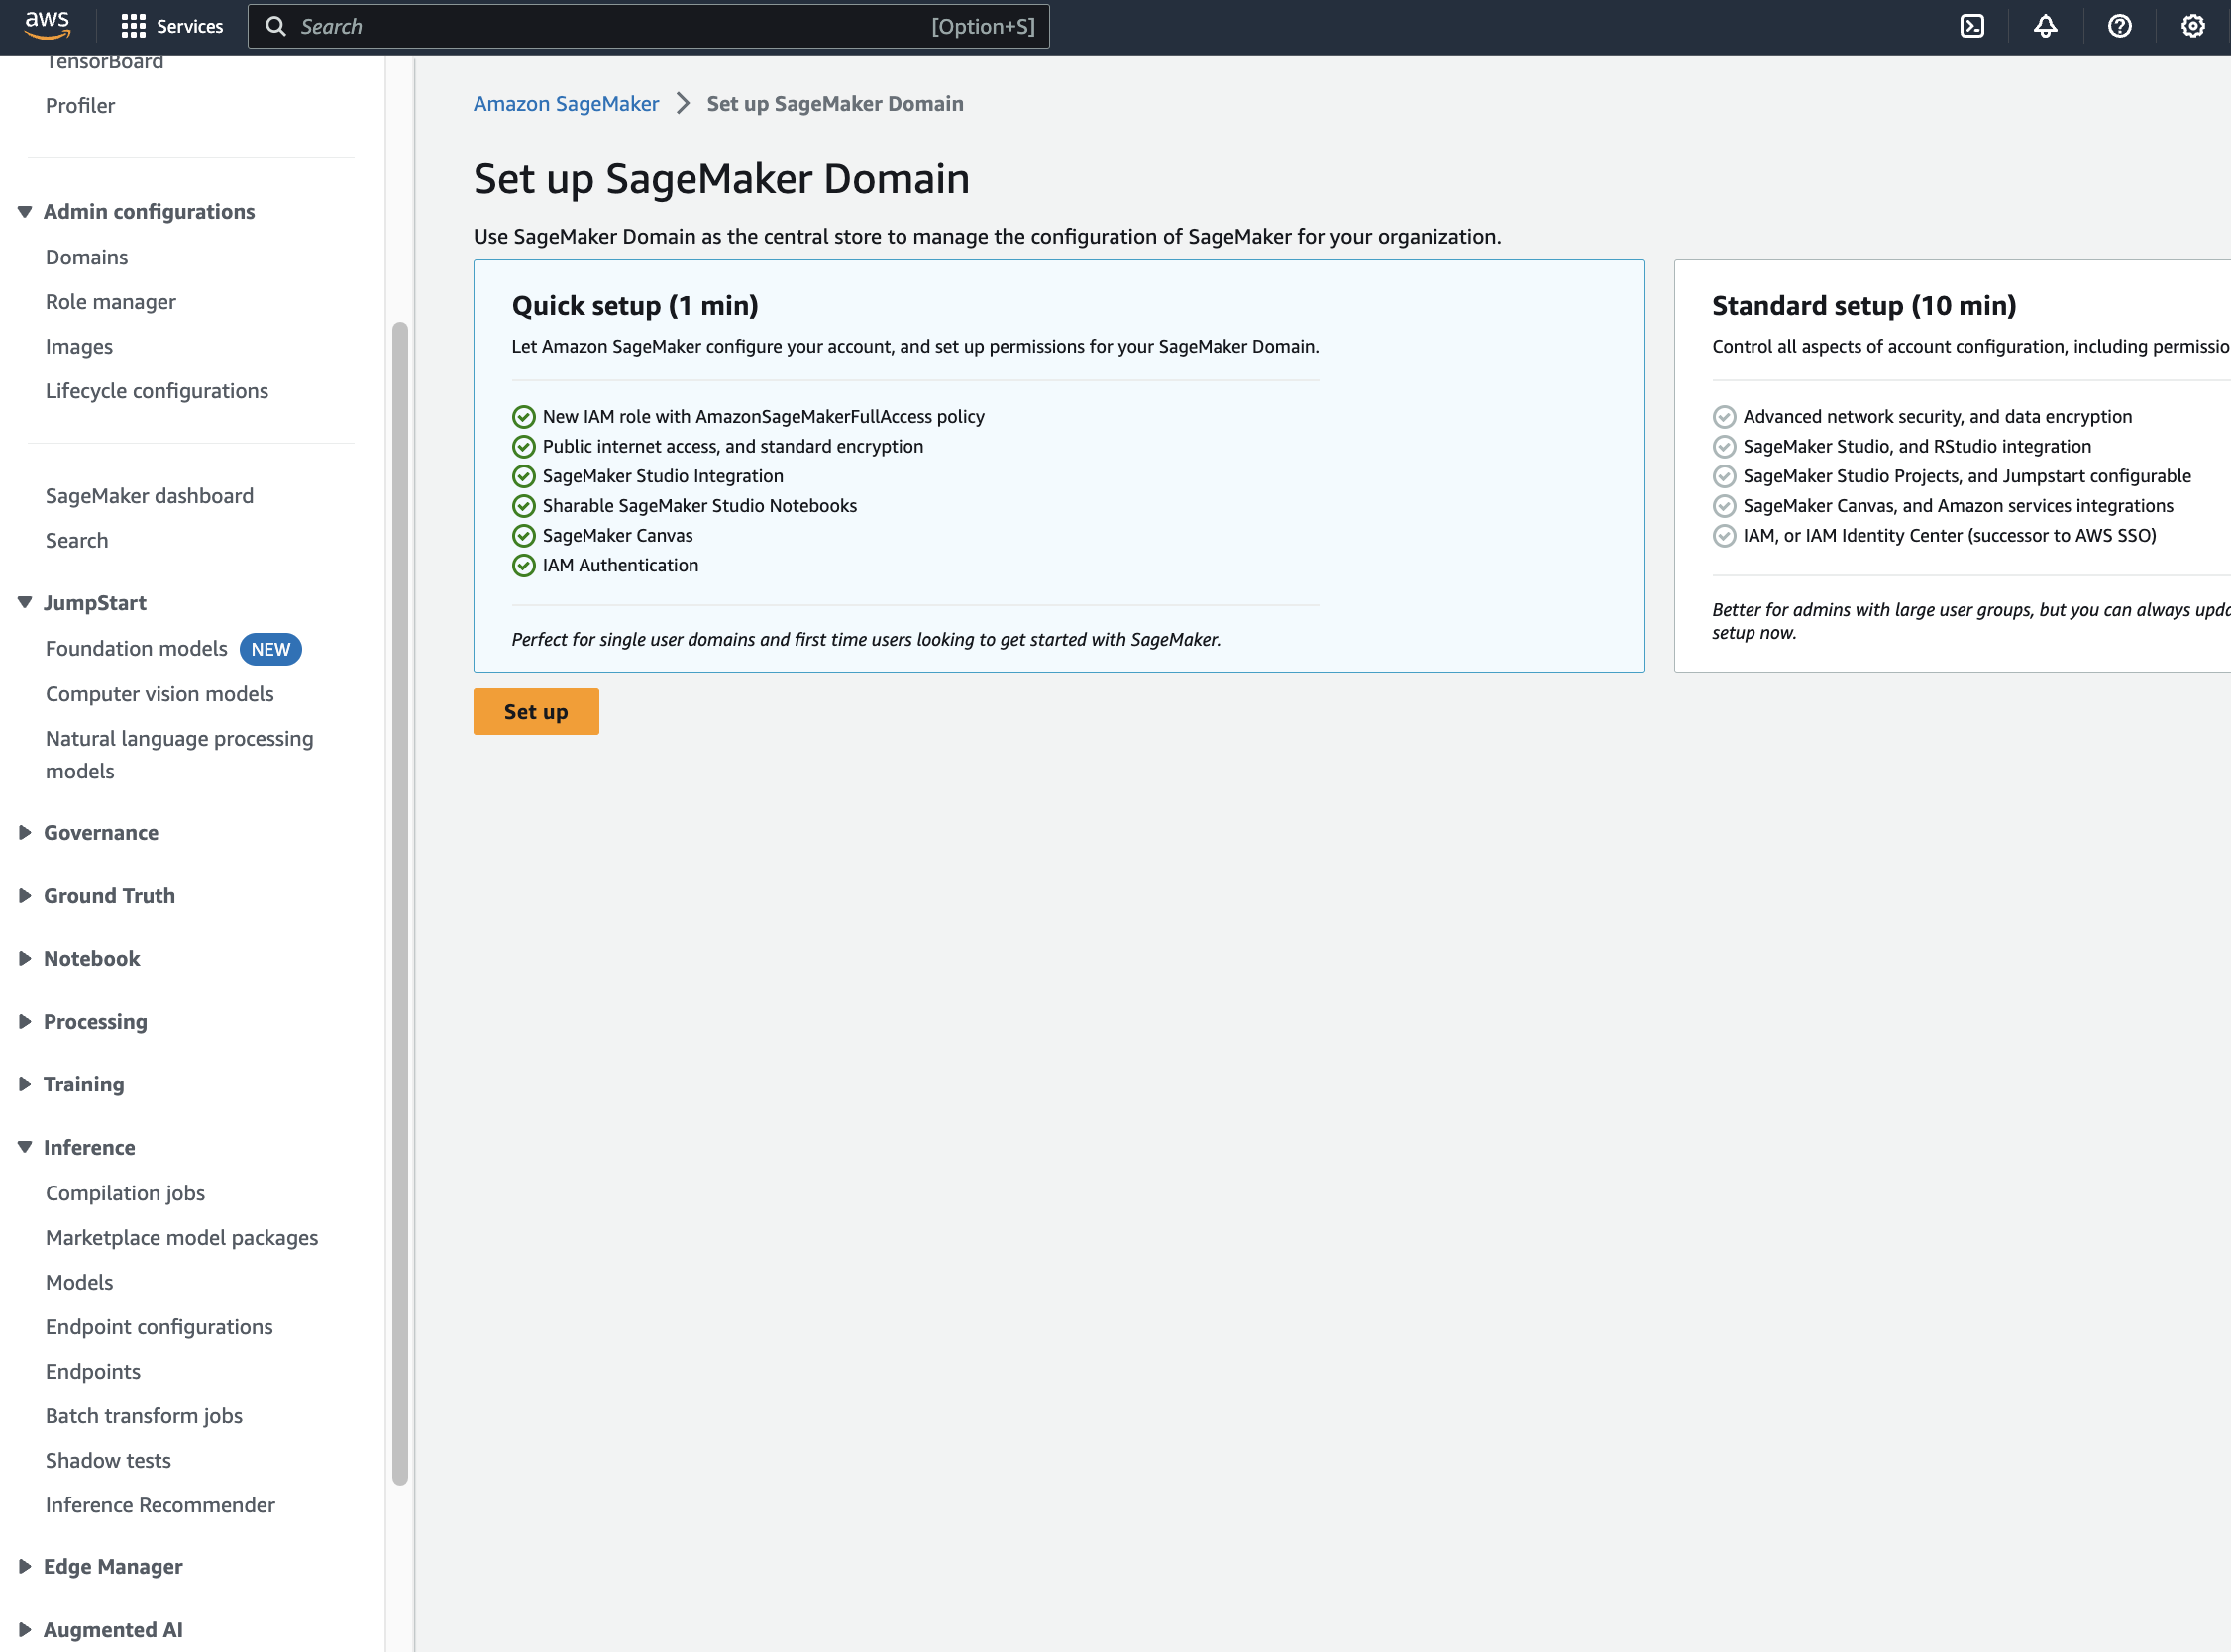 aws
Services
Search
[Option+S]
TensorBoard
Profiler
Admin configurations
Domains
Role manager
Images
Lifecycle configurations
SageMaker dashboard
Search
JumpStart
Foundation models NEW
Computer vision models
Natural language processing
models
Governance
Ground Truth
Notebook
Processing
Training
Inference
Compilation jobs
Marketplace model packages
Models
Endpoint configurations
Endpoints
Batch transform jobs
Shadow tests
Inference Recommender
Edge Manager
Augmented AI
Amazon SageMaker > Set up SageMaker Domain
Set up SageMaker Domain
Use SageMaker Domain as the central store to manage the configuration of SageMaker for your organization.
Quick setup (1 min)
Let Amazon SageMaker configure your account, and set up permissions for your SageMaker Domain.
New IAM role with AmazonSageMakerFullAccess policy
Public internet access, and standard encryption
SageMaker Studio Integration
Sharable SageMaker Studio Notebooks
SageMaker Canvas
IAM Authentication
Perfect for single user domains and first time users looking to get started with SageMaker.
Set up
Standard setup (10 min)
Control all aspects of account configuration, including permissio
Advanced network security, and data encryption
SageMaker Studio, and RStudio integration
SageMaker Studio Projects, and Jumpstart configurable
SageMaker Canvas, and Amazon services integrations
IAM, or IAM Identity Center (successor to AWS SSO)
Better for admins with large user groups, but you can always upda
setup now.